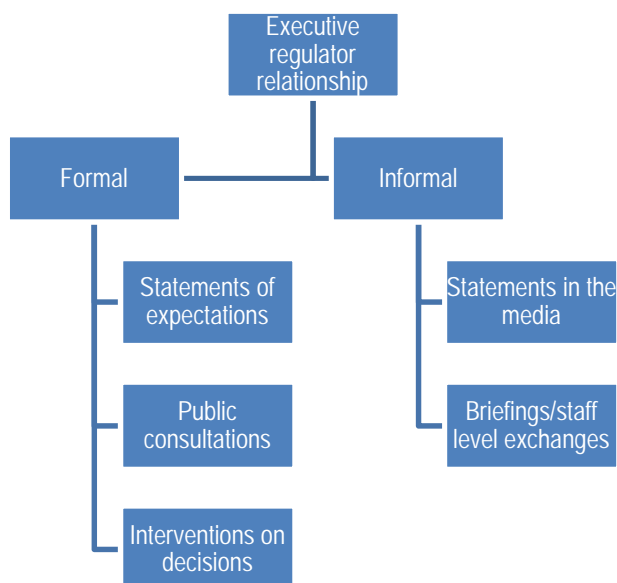 Executive
regulator
relationship
Formal
Informal
Statements of
expectations
Public
consultations
Interventions on
decisions
Statements in the
media
Briefings/staff
level exchanges